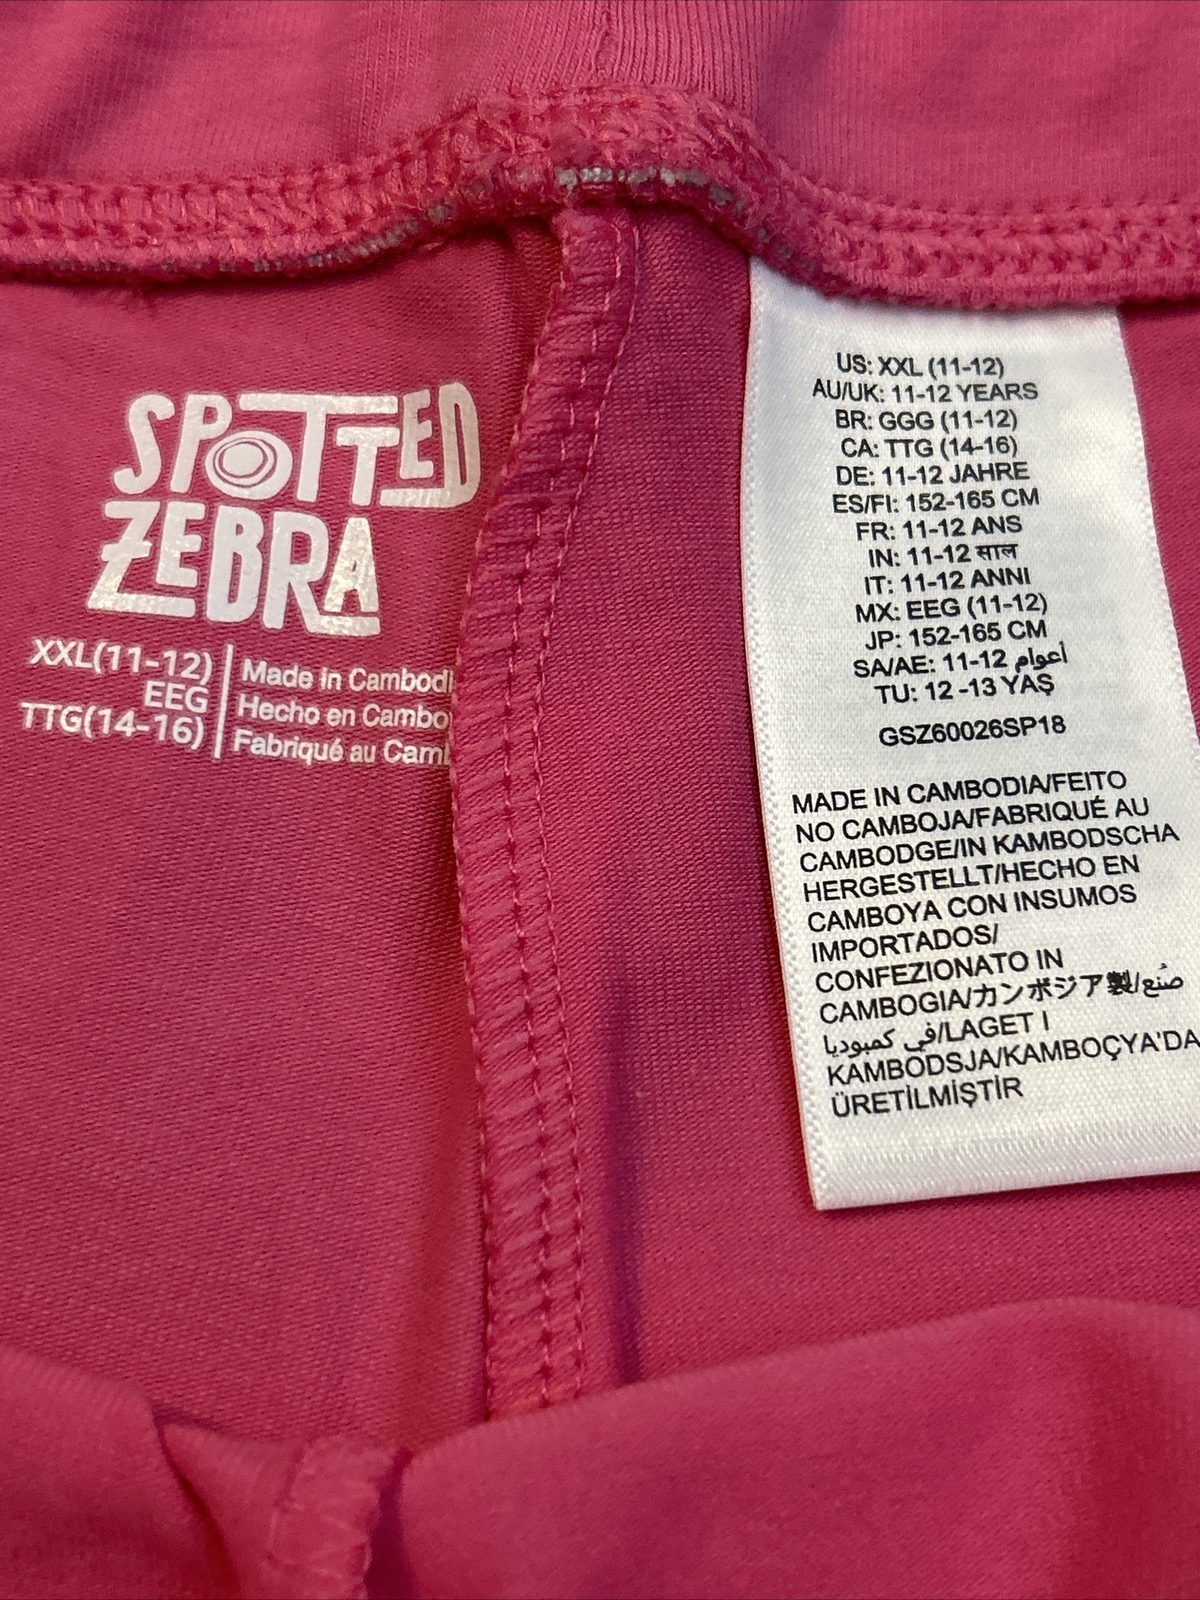 SPOTTED
ZEBRA
XXL(11-12)
EEG
TTG(14-16)
Made in Cambodi
Hecho en Cambo
Fabriqué au Cam
US: XXL (11-12)
AU/UK: 11-12 YEARS
BR: GGG (11-12)
CA: TTG (14-16)
DE: 11-12 JAHRE
ES/FI: 152-165 CM
FR: 11-12 ANS
IN: 11-12 साल
IT: 11-12 ANNI
MX: EEG (11-12)
JP: 152-165 CM
SA/AE: 11-12 أعوام
TU: 12 -13 YAŞ
GSZ60026SP18
MADE IN CAMBODIA/FEITO
NO CAMBOJA/FABRIQUÉ AU
CAMBODGE/IN KAMBODSCHA
HERGESTELLT/HECHO EN
CAMBOYA CON INSUMOS
IMPORTADOS/
CONFEZIONATO IN
CAMBOGIA/カンボジア製/صُنع
في كمبوديا/LAGET I
KAMBODSJA/KAMBOÇYA'DA
ÜRETİLMİŞTİR